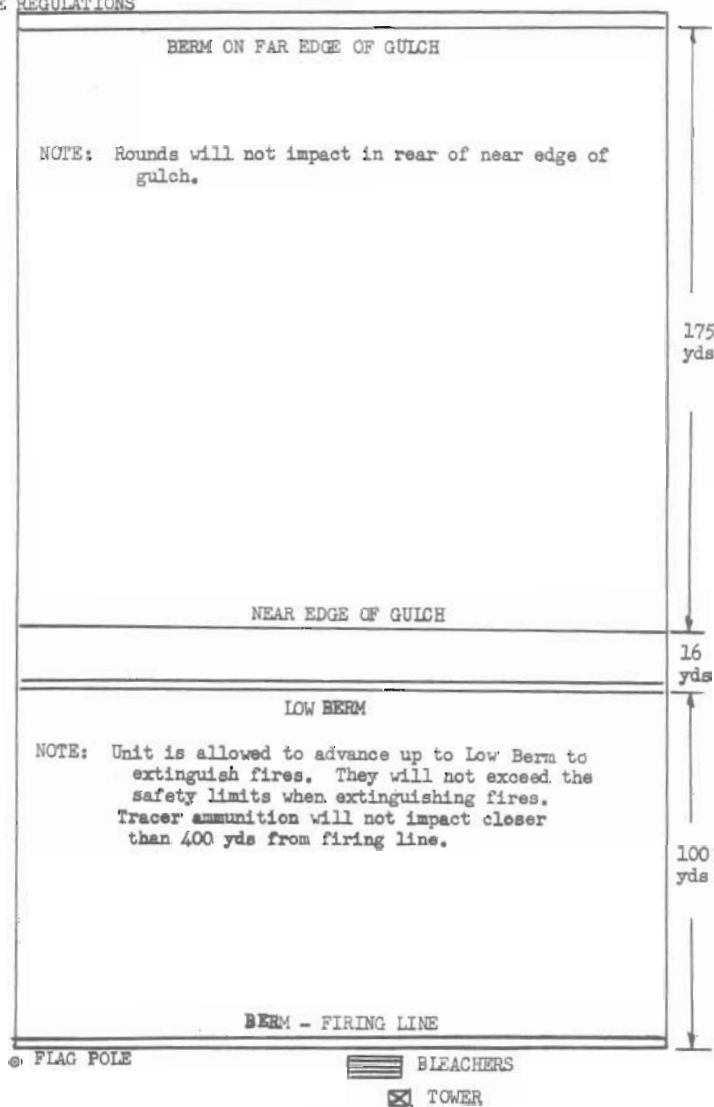 E REGULATIONS
BERM ON FAR EDGE OF GULCH
NOTE: Rounds will not impact in rear of near edge of
gulch.
175
yds
NEAR EDGE OF GULCH
16
yds
LOW BERM
NOTE: Unit is allowed to advance up to Low Berm to
extinguish fires. They will not exceed the
safety limits when extinguishing fires.
Tracer ammunition will not impact closer
than 400 yds from firing line.
100
yds
BERM - FIRING LINE
FLAG POLE
BLEACHERS
TOWER